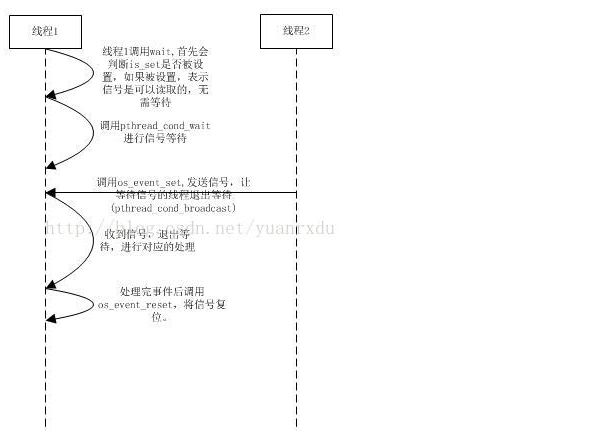 线程1
线程2
线程1调用wait,首先会
判断is_set是否被设
置，如果被设置，表示
信号是可以读取的，无
需等待
调用pthread_cond_wait
进行信号等待
调用os_event_set,发送信号，让
等待信号的线程退出等待
(pthread_cond_broadcast)
http://blog.csdn.net/yuanrxdu
收到信号，退出等
待，进行对应的处理
处理完事件后调用
os_event_reset，将信号复
位。